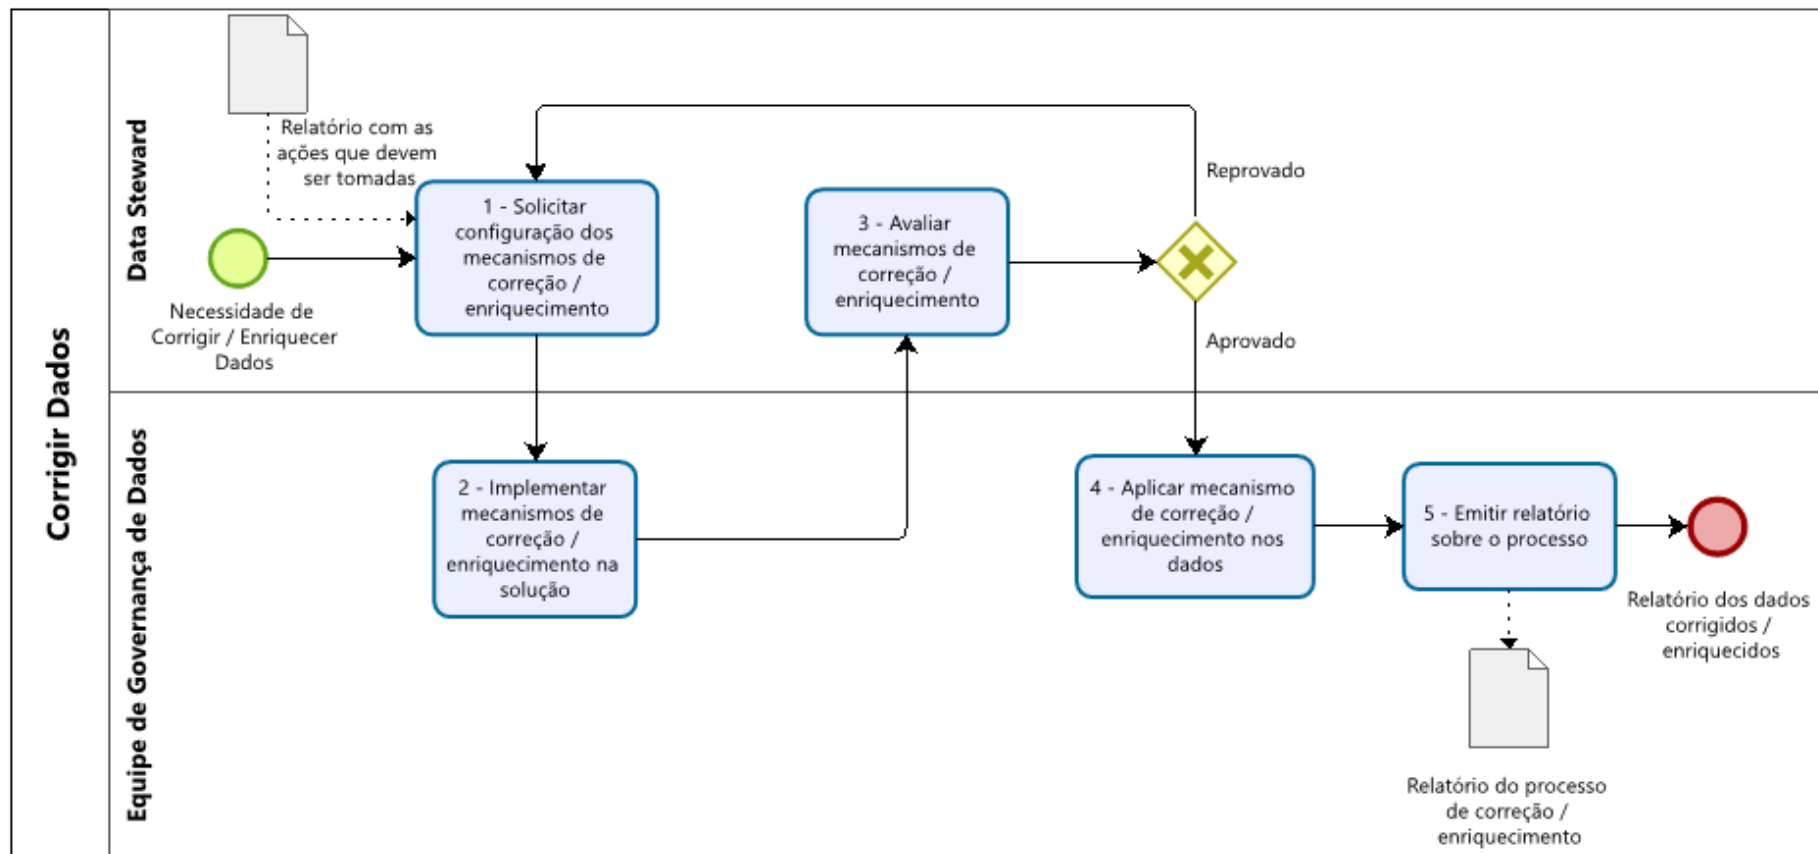 Corrigir Dados
Data Steward
Relatório com as
ações que devem
ser tomadas
Necessidade de
Corrigir / Enriquecer
Dados
1 - Solicitar
configuração dos
mecanismos de
correção /
enriquecimento
3 - Avaliar
mecanismos de
correção /
enriquecimento
Reprovado
Aprovado
Equipe de Governança de Dados
2 - Implementar
mecanismos de
correção /
enriquecimento na
solução
4 - Aplicar mecanismo
de correção /
enriquecimento nos
dados
5 - Emitir relatório
sobre o processo
Relatório dos dados
corrigidos /
enriquecidos
Relatório do processo
de correção /
enriquecimento